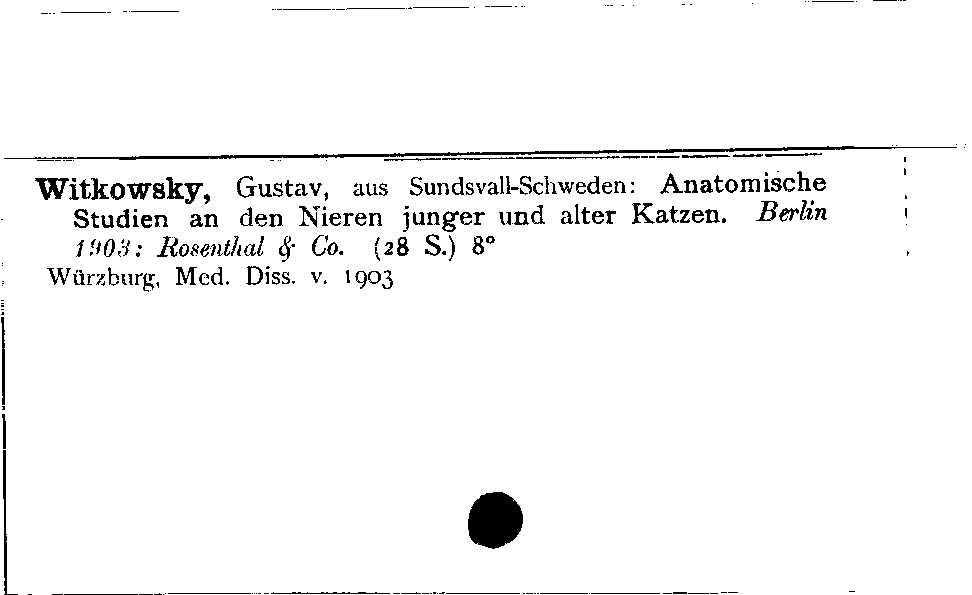 Witkowsky, Gustav, aus Sundsvall-Schweden: Anatomische
Studien an den Nieren junger und alter Katzen. Berlin
1903: Rosenthal & Co. (28 S.) 8°
Würzburg, Med. Diss. v. 1903